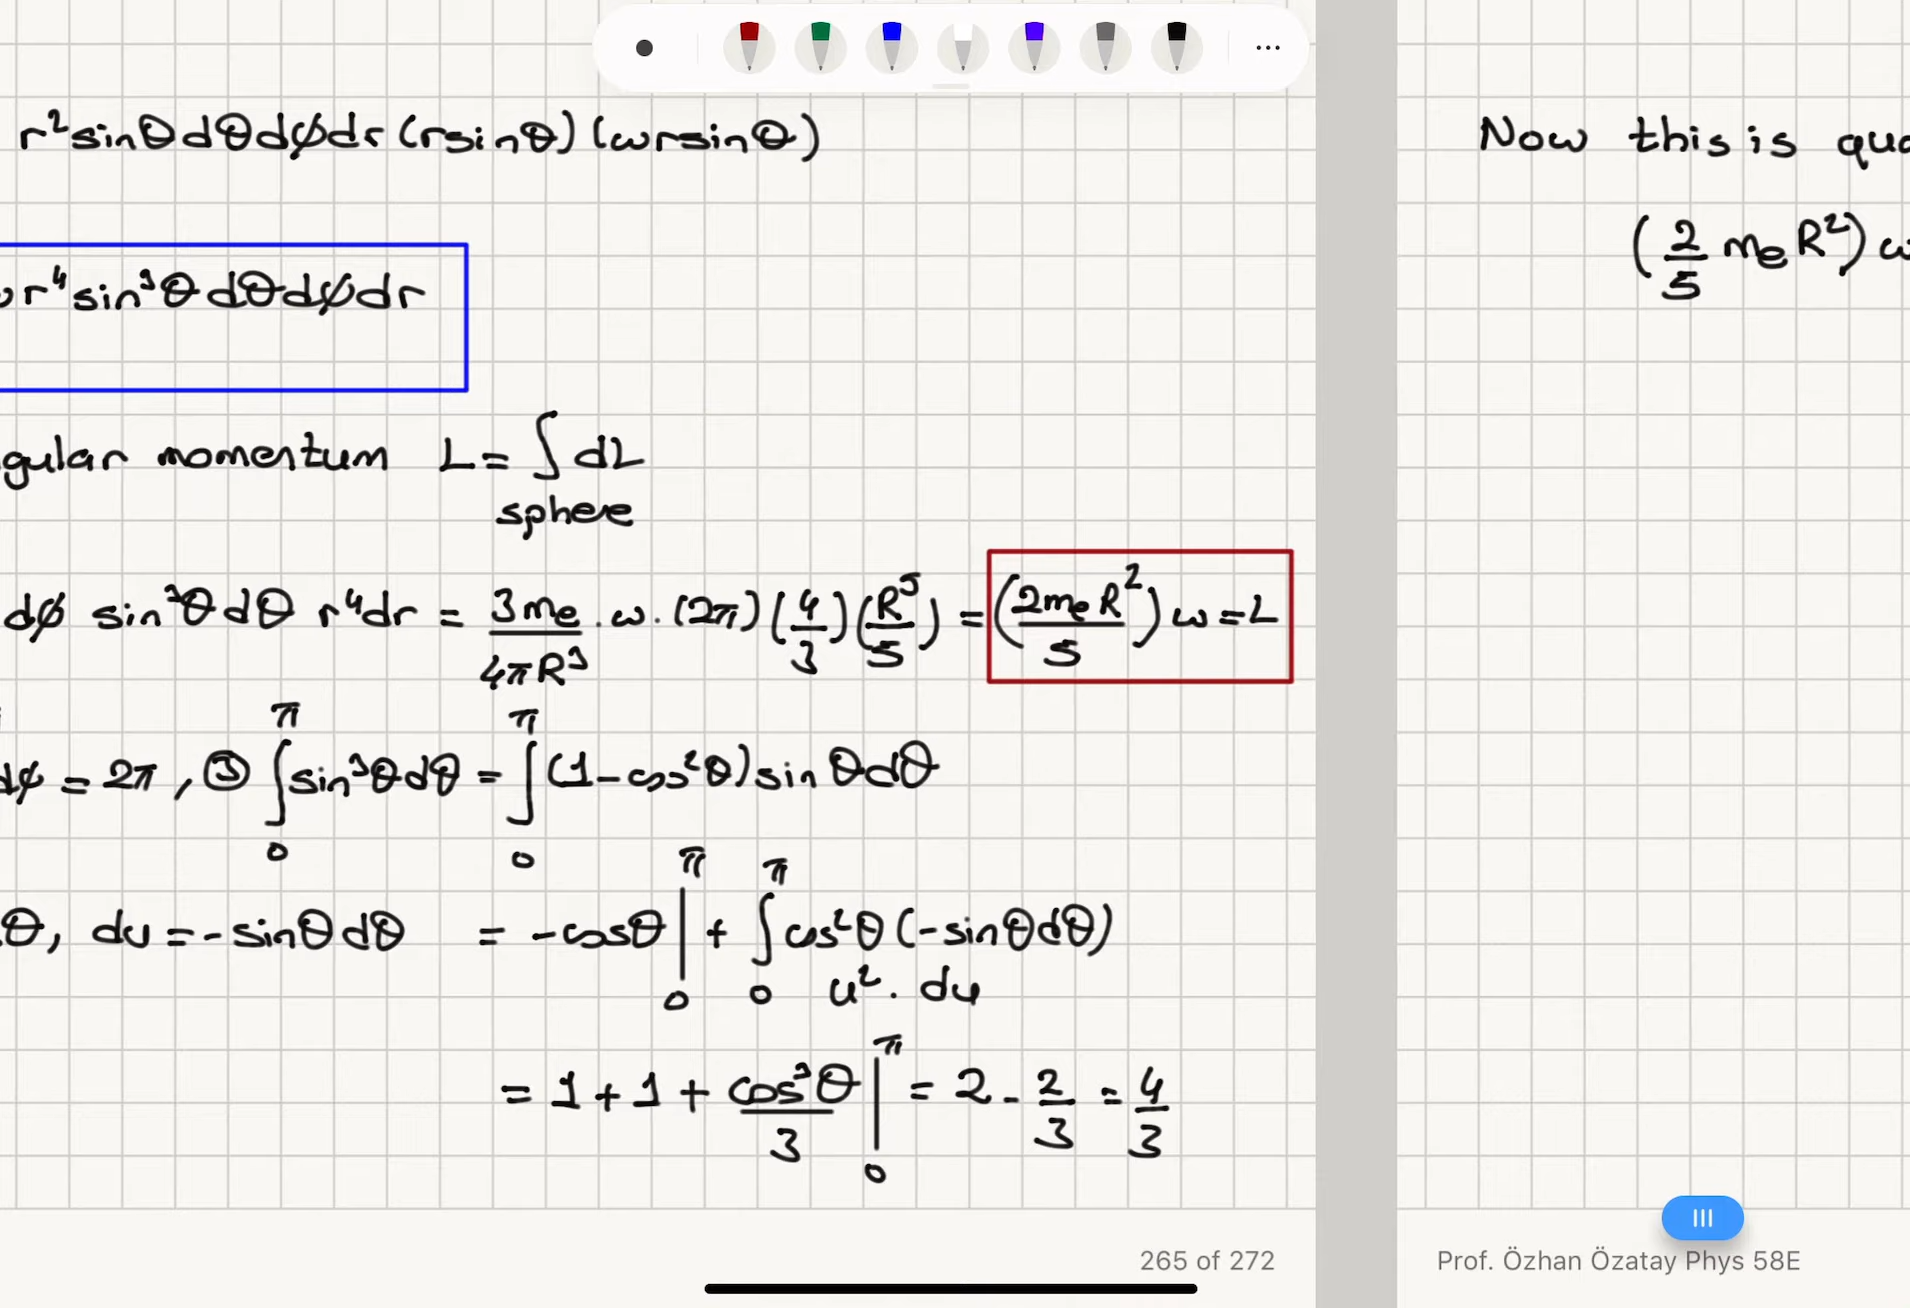 r²sinθdθdϕdr(rsinθ)(ωrsinθ)
ωr⁴sin³θdθdϕdr
gular momentum L=∫dL
sphere
dϕ sin³θdθ r⁴dr = 3me/4πR³ . ω . (2π)(4/3)(R⁵/5) = (2meR²/5)ω = L
dϕ = 2π, ③ ∫₀^π sin³θdθ = ∫₀^π (1-cos²θ)sinθdθ
θ, du = -sinθdθ = -cosθ|₀^π + ∫₀^π cos²θ(-sinθdθ)
u² . du
= 1+1+ cos³θ/3 |₀^π = 2 - 2/3 = 4/3
265 of 272
Now this is qua
(2/5 meR²)ω
Prof. Özhan Özatay Phys 58E